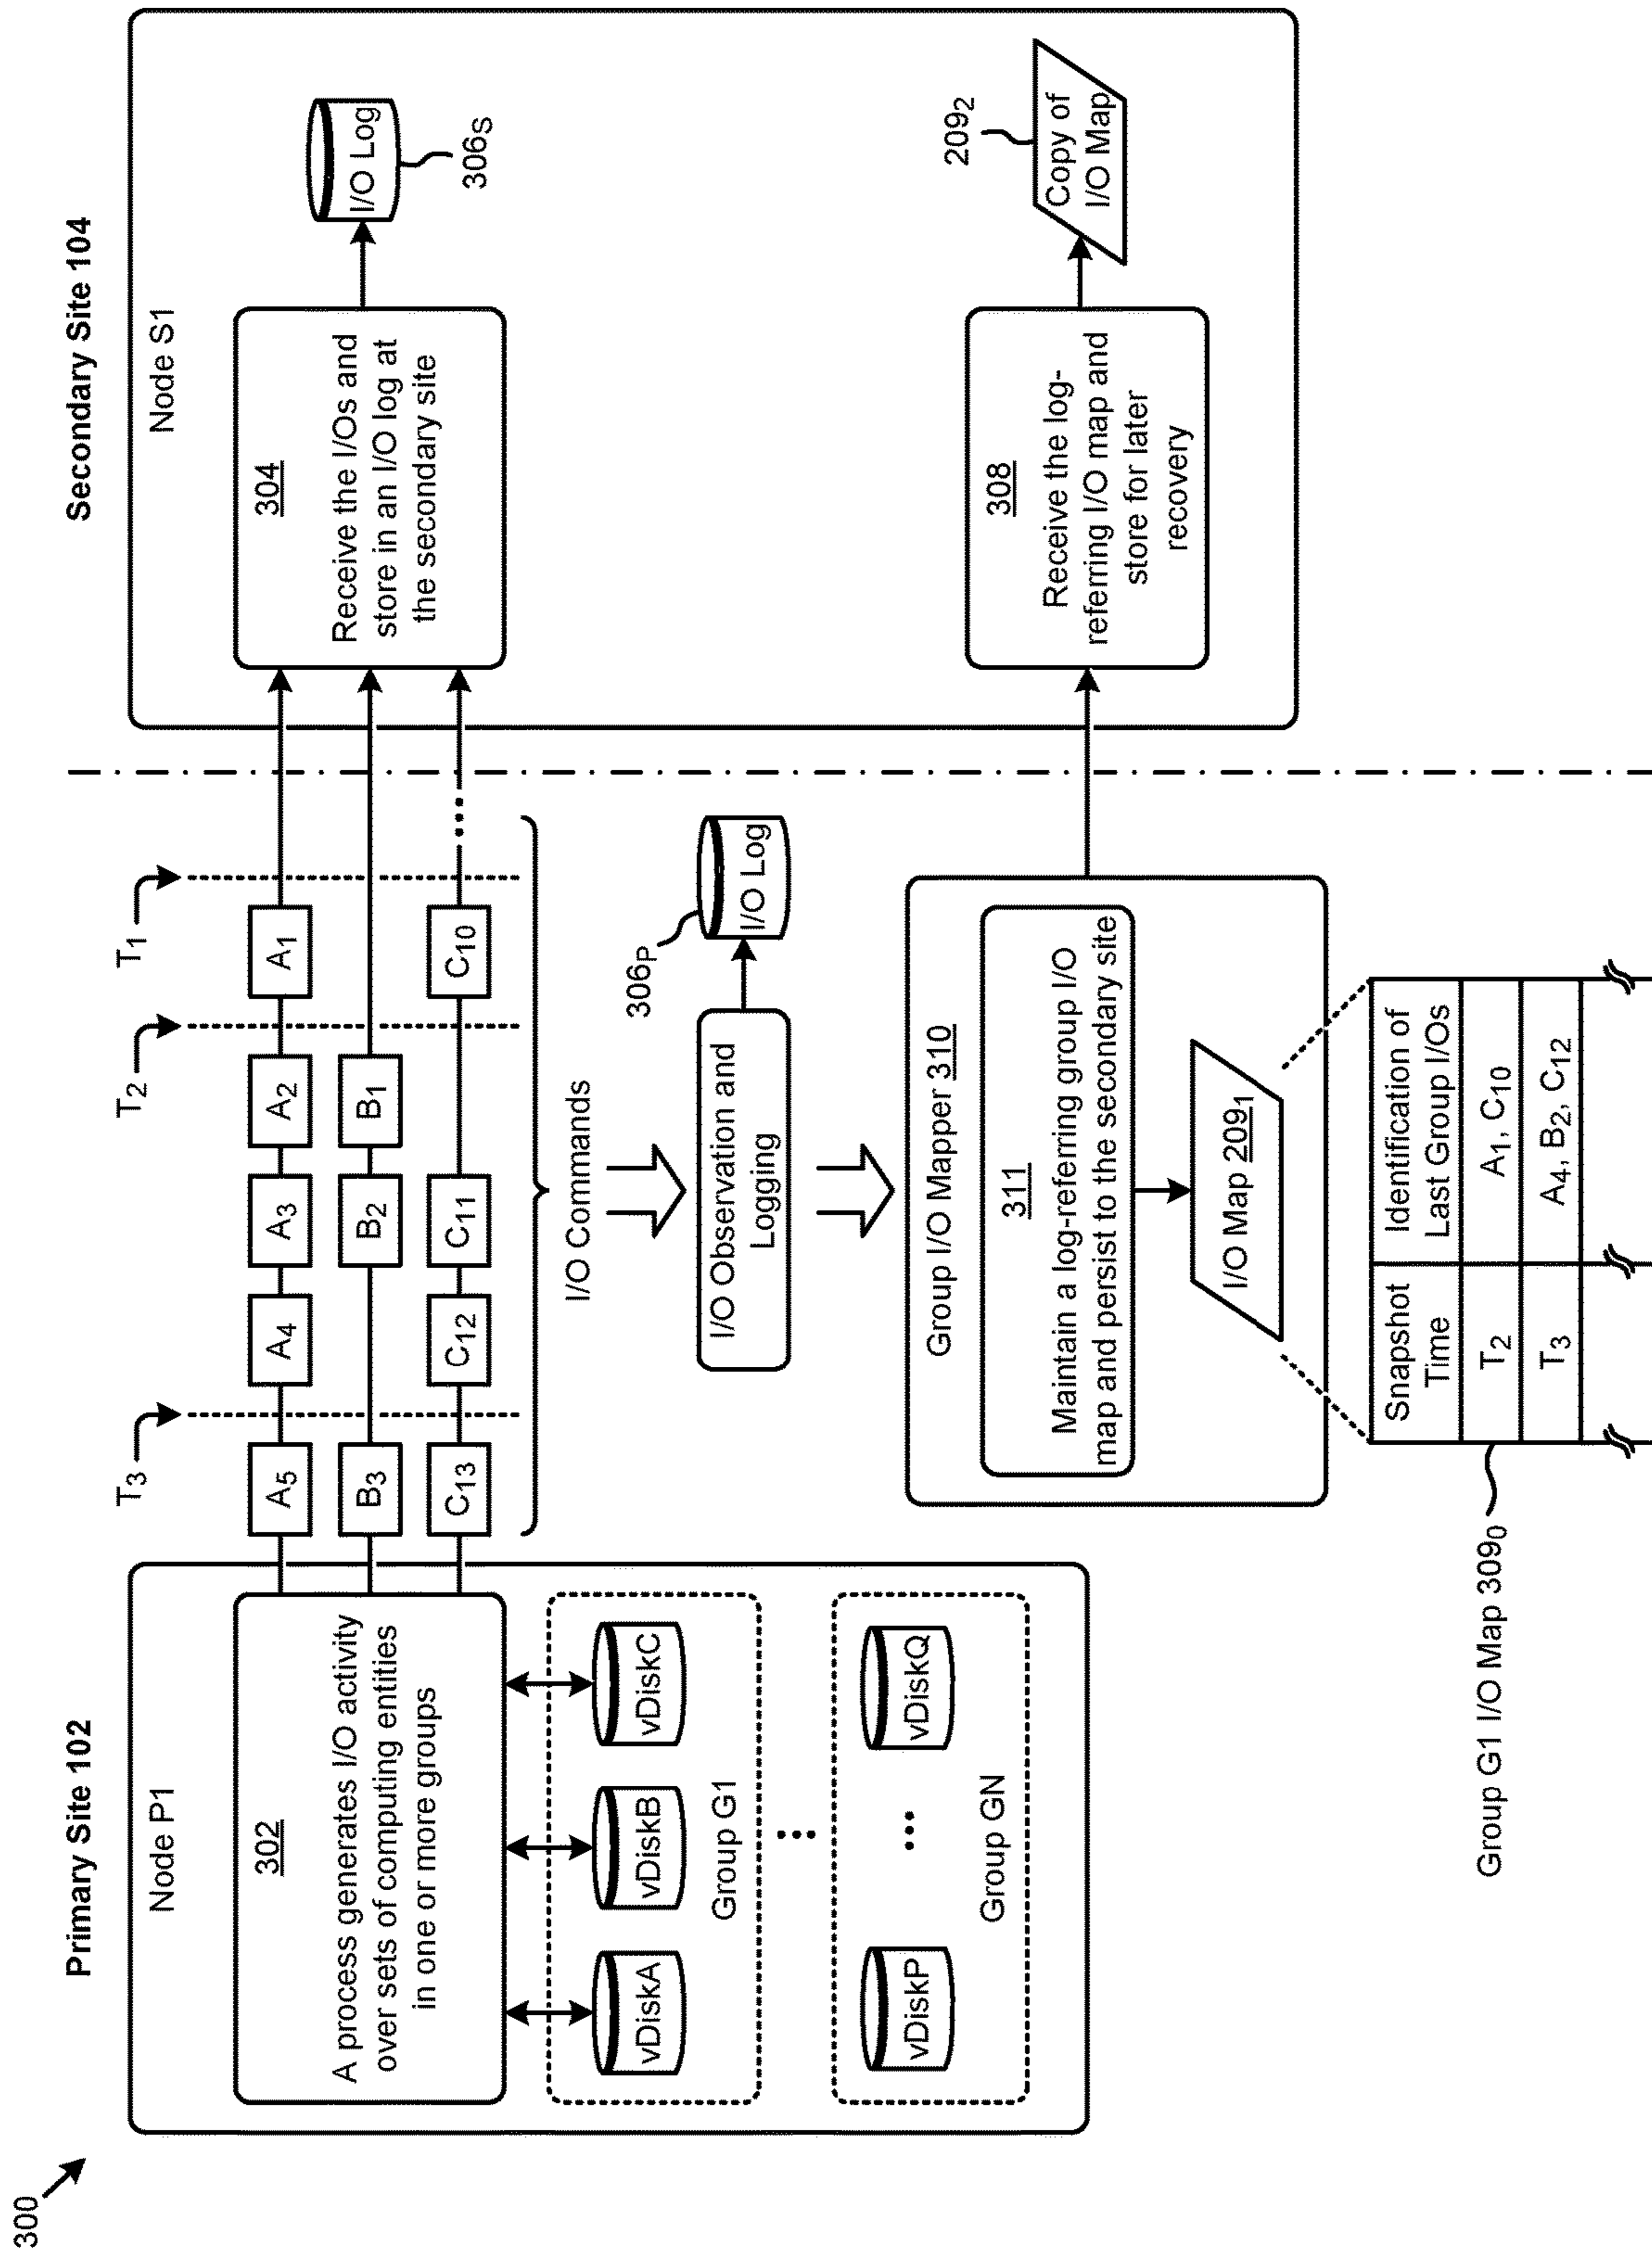 300
Primary Site 102
Secondary Site 104
Node P1
302
A process generates I/O activity
over sets of computing entities
in one or more groups
vDiskA
vDiskB
vDiskC
Group G1
vDiskP
...
vDiskQ
Group GN
T3
T2
T1
A5
A4
A3
A2
A1
B3
B2
B1
C13
C12
C11
C10
...
I/O Commands
I/O Observation and
Logging
306P
I/O Log
Group I/O Mapper 310
311
Maintain a log-referring group I/O
map and persist to the secondary site
I/O Map 2091
Group G1 I/O Map 3090
Snapshot
Time
Identification of
Last Group I/Os
T2
A1, C10
T3
A4, B2, C12
Node S1
304
Receive the I/Os and
store in an I/O log at
the secondary site
I/O Log
306S
308
Receive the log-
referring I/O map and
store for later
recovery
2092
Copy of
I/O Map